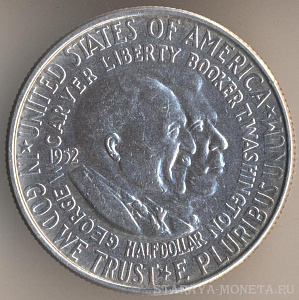 UNITED STATES OF AMERICA
LIBERTY
GEORGE W. CARVER
BOOKER T. WASHINGTON
1952
HALF DOLLAR
IN GOD WE TRUST ★ E PLURIBUS UNUM ★
STARAYA-MONETA.RU